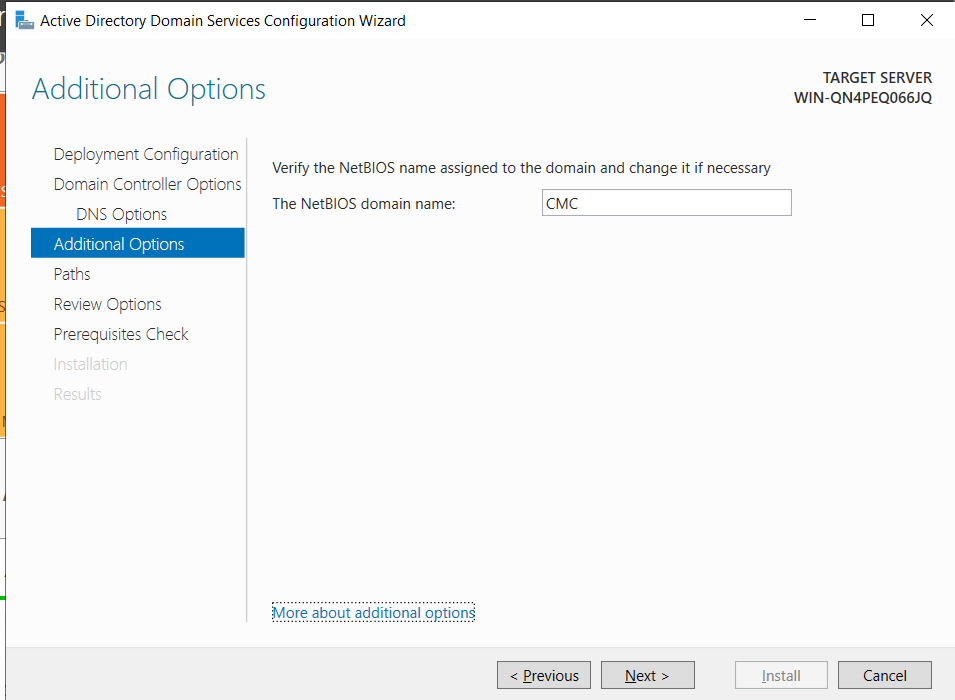 Active Directory Domain Services Configuration Wizard
Additional Options
TARGET SERVER
WIN-QN4PEQ066JQ
Deployment Configuration
Domain Controller Options
DNS Options
Additional Options
Paths
Review Options
Prerequisites Check
Installation
Results
Verify the NetBIOS name assigned to the domain and change it if necessary
The NetBIOS domain name: CMC
More about additional options
< Previous Next > Install Cancel